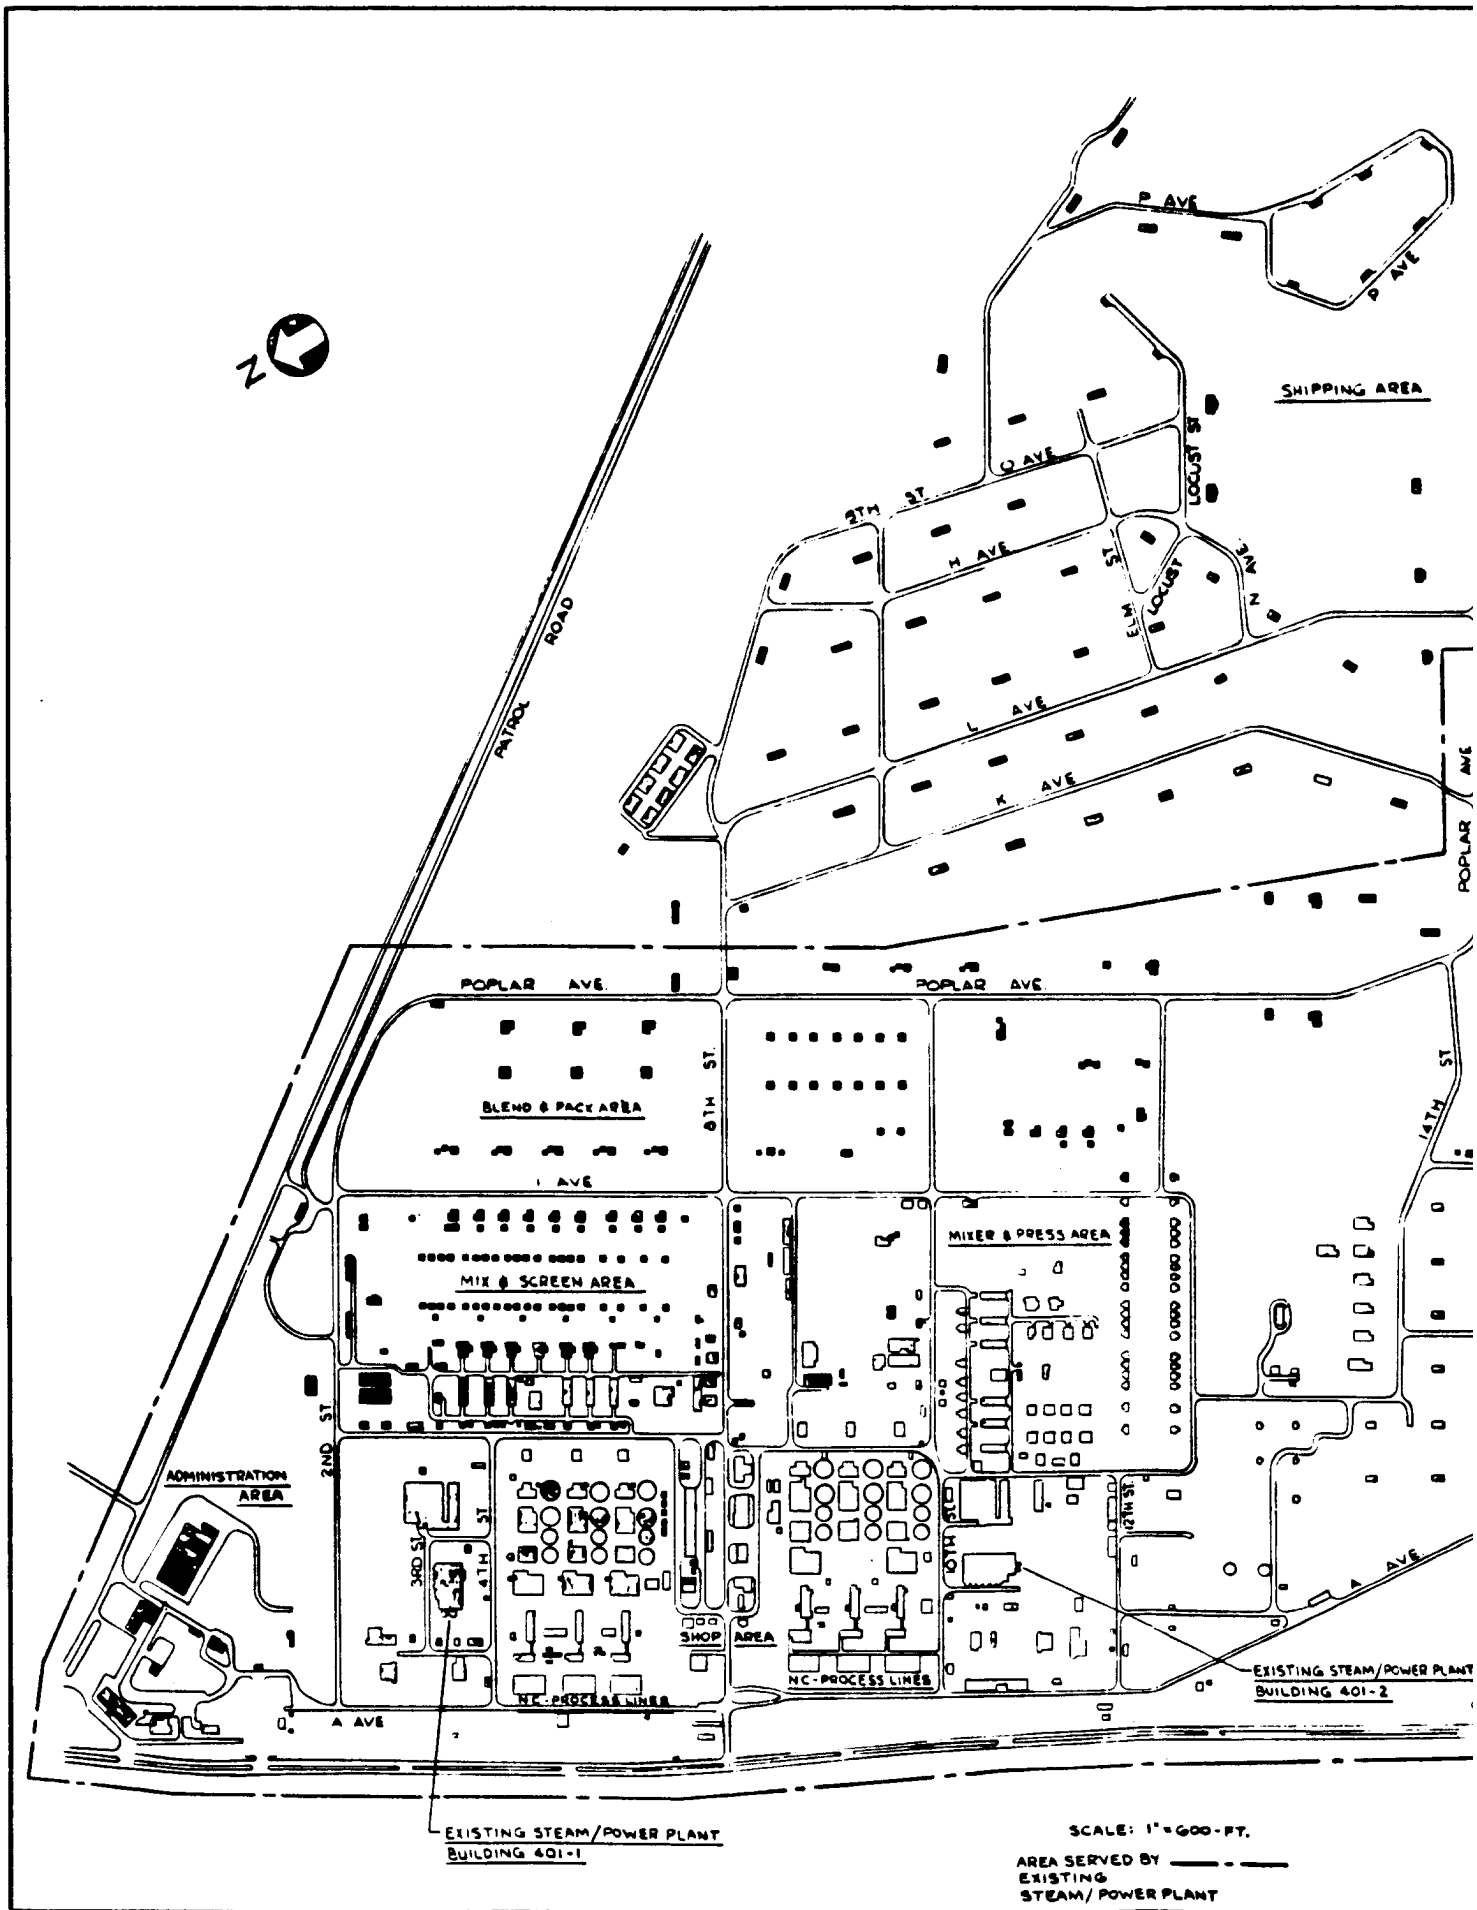 P AVE
P AVE
N
SHIPPING AREA
LOCUST ST
AVE
9TH ST
H AVE
ELM ST
LOCUST
N AVE
PATROL ROAD
L AVE
K AVE
POPLAR AVE
POPLAR AVE.
POPLAR AVE.
8TH ST.
BLEND & PACK AREA
14TH ST
I AVE
MIXER & PRESS AREA
MIX & SCREEN AREA
2ND ST
ADMINISTRATION
AREA
3RD ST
4TH ST
10TH ST
12TH ST.
A AVE
SHOP AREA
NC-PROCESS LINES
NC-PROCESS LINES
A AVE
EXISTING STEAM/POWER PLANT
BUILDING 401-2
EXISTING STEAM/POWER PLANT
BUILDING 401-1
SCALE: 1"=600-FT.
AREA SERVED BY
EXISTING
STEAM/POWER PLANT